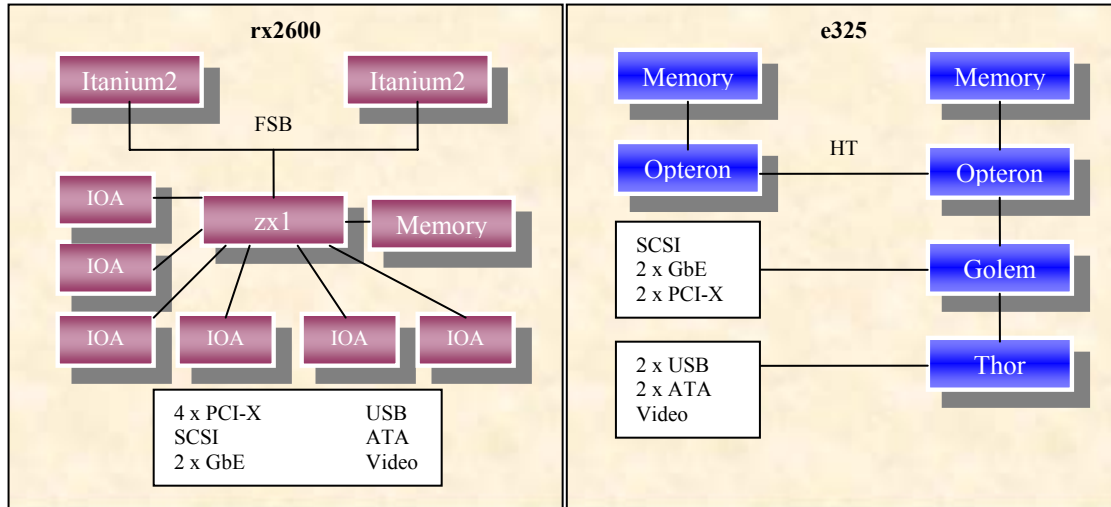 rx2600
Itanium2
Itanium2
FSB
IOA
zx1
Memory
IOA
IOA
IOA
IOA
IOA
4 x PCI-X
USB
SCSI
ATA
2 x GbE
Video
e325
Memory
Memory
HT
Opteron
Opteron
SCSI
2 x GbE
2 x PCI-X
Golem
2 x USB
2 x ATA
Video
Thor